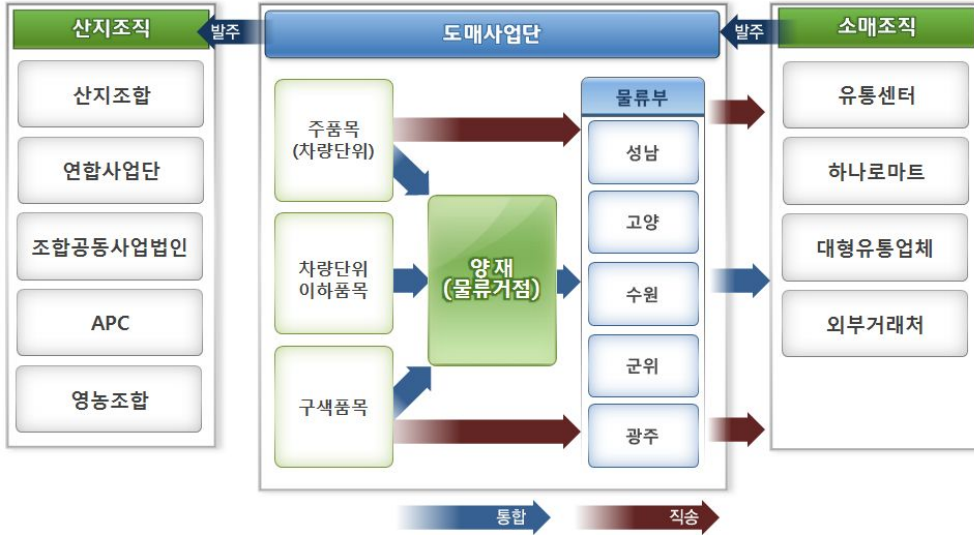 산지조직
발주
도매사업단
발주
소매조직
산지조합
연합사업단
조합공동사업법인
APC
영농조합
주품목
(차량단위)
차량단위
이하품목
구색품목
양재
(물류거점)
물류부
성남
고양
수원
군위
광주
유통센터
하나로마트
대형유통업체
외부거래처
통합
직송